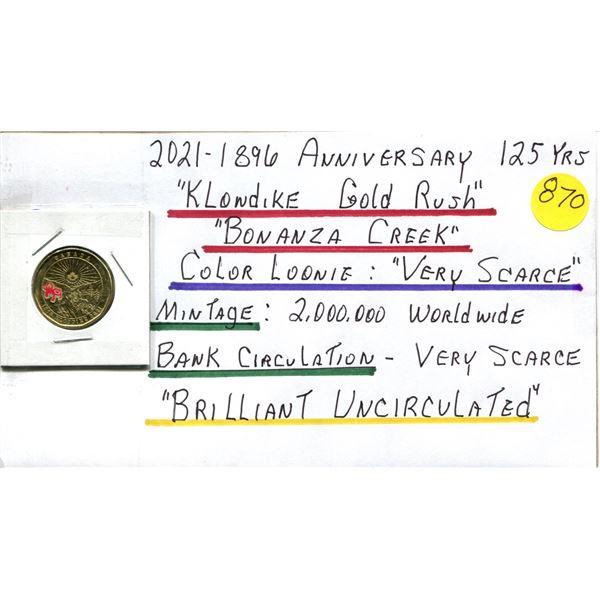 2021-1896 ANNIVERSARY 125 YRS
"KLONDIKE GOLD RUSH"
870
"BONANZA CREEK"
COLOR LOONIE : "VERY SCARCE"
CANADA
MINTAGE : 2,000.000 WORLDWIDE
BANK CIRCULATION - VERY SCARCE
"BRILLIANT UNCIRCULATED"